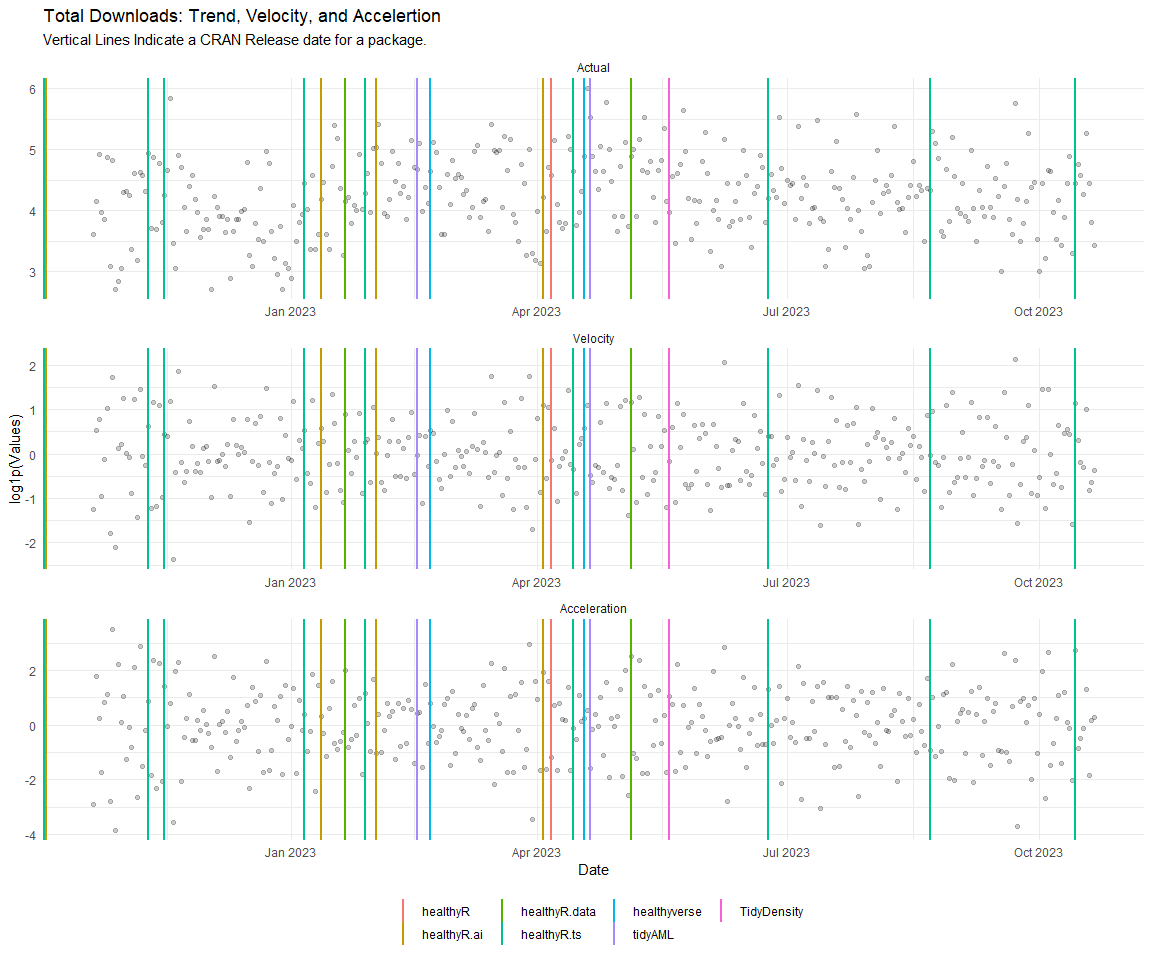 Total Downloads: Trend, Velocity, and Accelertion
Vertical Lines Indicate a CRAN Release date for a package.
Actual
6
5
4
3
Jan 2023 Apr 2023 Jul 2023 Oct 2023
Velocity
2
1
0
-1
-2
Jan 2023 Apr 2023 Jul 2023 Oct 2023
log1p(Values)
Acceleration
2
0
-2
-4
Jan 2023 Apr 2023 Jul 2023 Oct 2023
Date
healthyR healthyR.data healthyverse TidyDensity
healthyR.ai healthyR.ts tidyAML